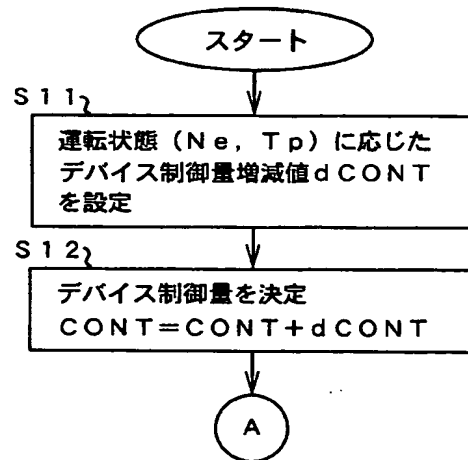 スタート
S11
運転状態(Ne,Tp)に応じた
デバイス制御量増減値dCONT
を設定
S12
デバイス制御量を決定
CONT=CONT+dCONT
A